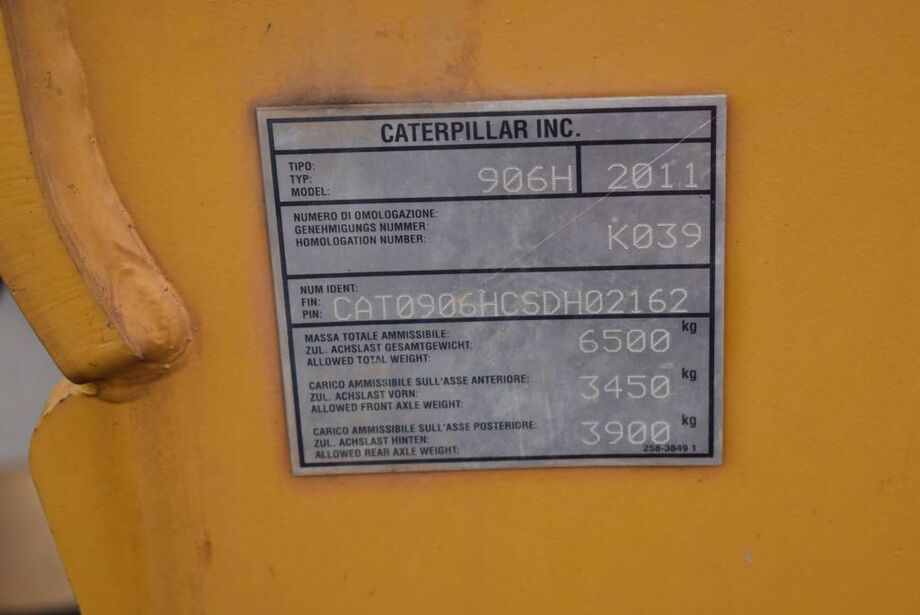 CATERPILLAR INC.
TIPO:
TYP:
MODEL:
906H
2011
NUMERO DI OMOLOGAZIONE:
GENEHMIGUNGS NUMMER:
HOMOLOGATION NUMBER:
K039
NUM IDENT:
FIN:
PIN:
CAT0906HCSDH02162
MASSA TOTALE AMMISSIBILE:
ZUL. ACHSLAST GESAMTGEWICHT:
ALLOWED TOTAL WEIGHT:
6500 kg
CARICO AMMISSIBILE SULL'ASSE ANTERIORE:
ZUL. ACHSLAST VORN:
ALLOWED FRONT AXLE WEIGHT:
3450 kg
CARICO AMMISSIBILE SULL'ASSE POSTERIORE:
ZUL. ACHSLAST HINTEN:
ALLOWED REAR AXLE WEIGHT:
3900 kg
258-3849 1